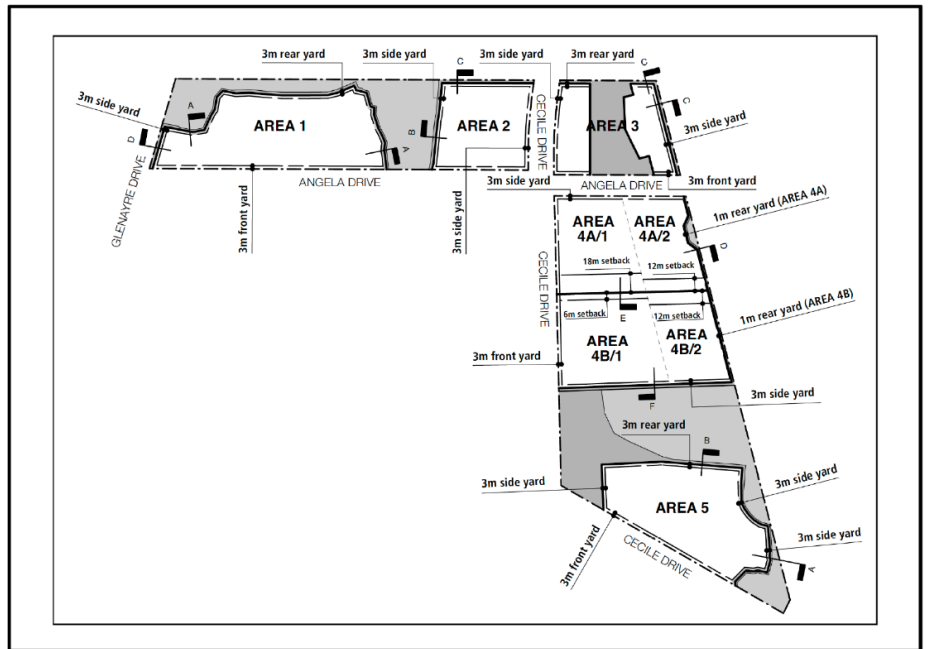 3m rear yard
3m side yard
3m side yard
3m rear yard
C
C
3m side yard
A
D
B
A
C
AREA 1
AREA 2
CECILE DRIVE
AREA 3
3m side yard
GLENAYRE DRIVE
ANGELA DRIVE
3m front yard
3m side yard
3m side yard
ANGELA DRIVE
3m front yard
AREA
4A/1
AREA
4A/2
1m rear yard (AREA 4A)
D
CECILE DRIVE
18m setback
12m setback
6m setback
E
12m setback
1m rear yard (AREA 4B)
AREA
4B/1
AREA
4B/2
3m front yard
F
3m side yard
3m rear yard
B
3m side yard
3m side yard
AREA 5
3m side yard
A
3m front yard
CECILE DRIVE